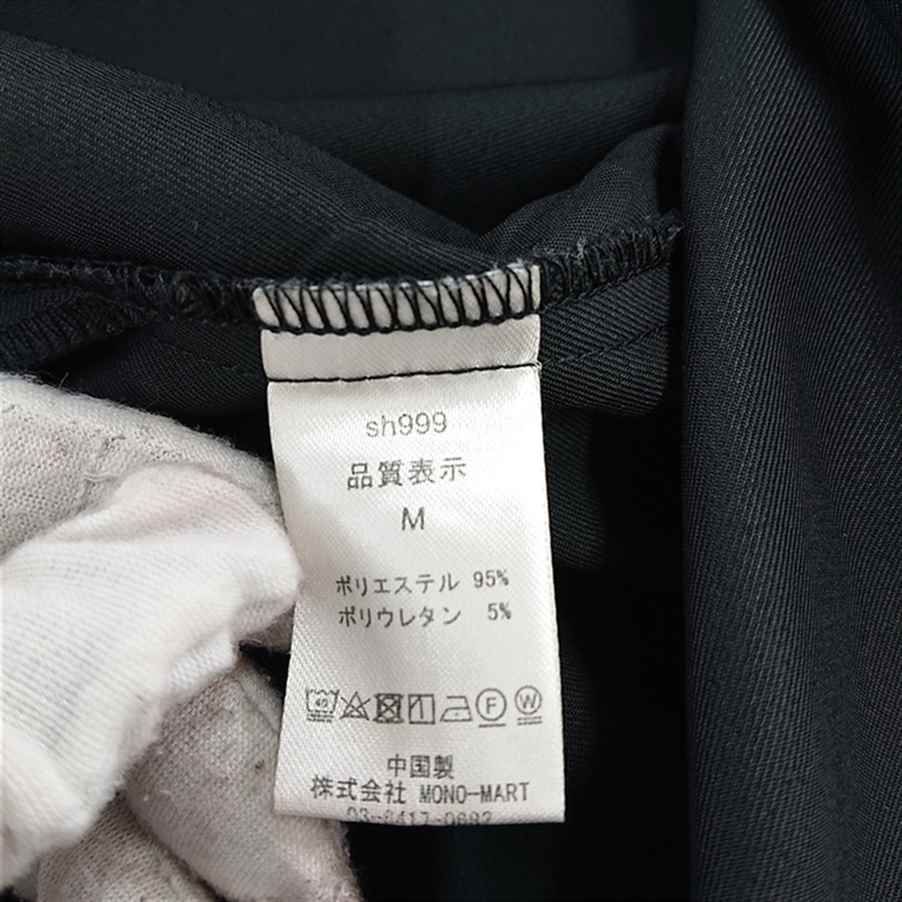 sh999
品質表示
M
ポリエステル 95%
ポリウレタン 5%
40
F W
中国製
株式会社 MONO-MART